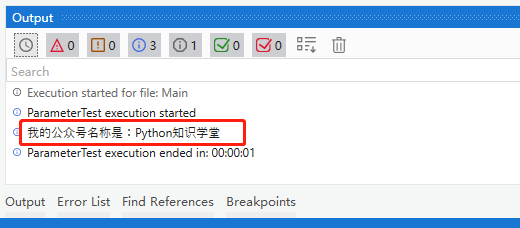 Output
0 0 3 1 0 0
Search
Execution started for file: Main
ParameterTest execution started
我的公众号名称是：Python知识学堂
ParameterTest execution ended in: 00:00:01
Output Error List Find References Breakpoints